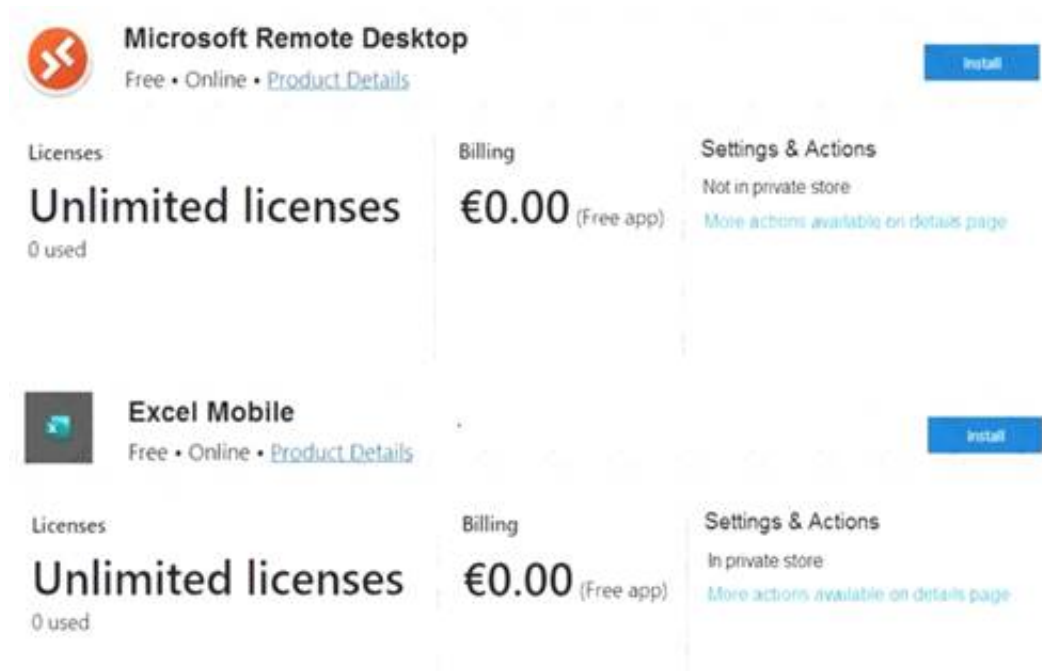 Microsoft Remote Desktop
Free • Online • Product Details
Install
Licenses
Unlimited licenses
0 used
Billing
€0.00 (Free app)
Settings & Actions
Not in private store
More actions available on details page
Excel Mobile
Free • Online • Product Details
Install
Licenses
Unlimited licenses
0 used
Billing
€0.00 (Free app)
Settings & Actions
In private store
More actions available on details page